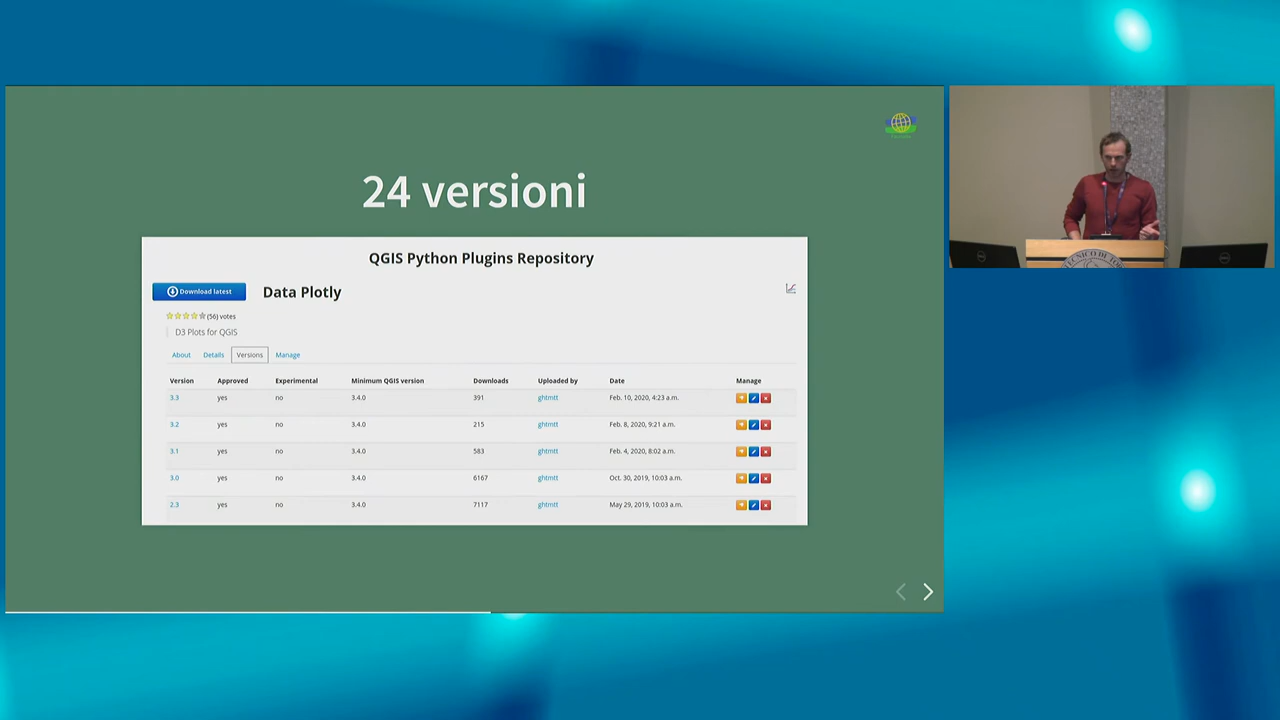 24 versioni
QGIS Python Plugins Repository
Download latest
Data Plotly
(56) votes
D3 Plots for QGIS
About Details Versions Manage
Version Approved Experimental Minimum QGIS version Downloads Uploaded by Date Manage
3.3 yes no 3.4.0 391 ghtmtt Feb. 10, 2020, 4:23 a.m.
3.2 yes no 3.4.0 215 ghtmtt Feb. 8, 2020, 9:21 a.m.
3.1 yes no 3.4.0 583 ghtmtt Feb. 4, 2020, 8:02 a.m.
3.0 yes no 3.4.0 6167 ghtmtt Oct. 30, 2019, 10:03 a.m.
2.3 yes no 3.4.0 7117 ghtmtt May 29, 2019, 10:03 a.m.